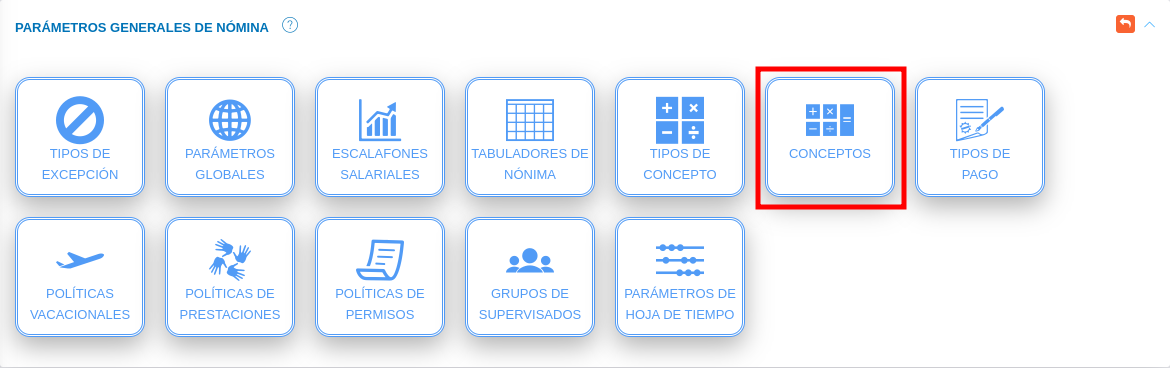 PARÁMETROS GENERALES DE NÓMINA ?
TIPOS DE
EXCEPCIÓN
PARÁMETROS
GLOBALES
ESCALAFONES
SALARIALES
TABULADORES DE
NÓNIMA
TIPOS DE
CONCEPTO
CONCEPTOS
TIPOS DE
PAGO
POLÍTICAS
VACACIONALES
POLÍTICAS DE
PRESTACIONES
POLÍTICAS DE
PERMISOS
GRUPOS DE
SUPERVISADOS
PARÁMETROS DE
HOJA DE TIEMPO